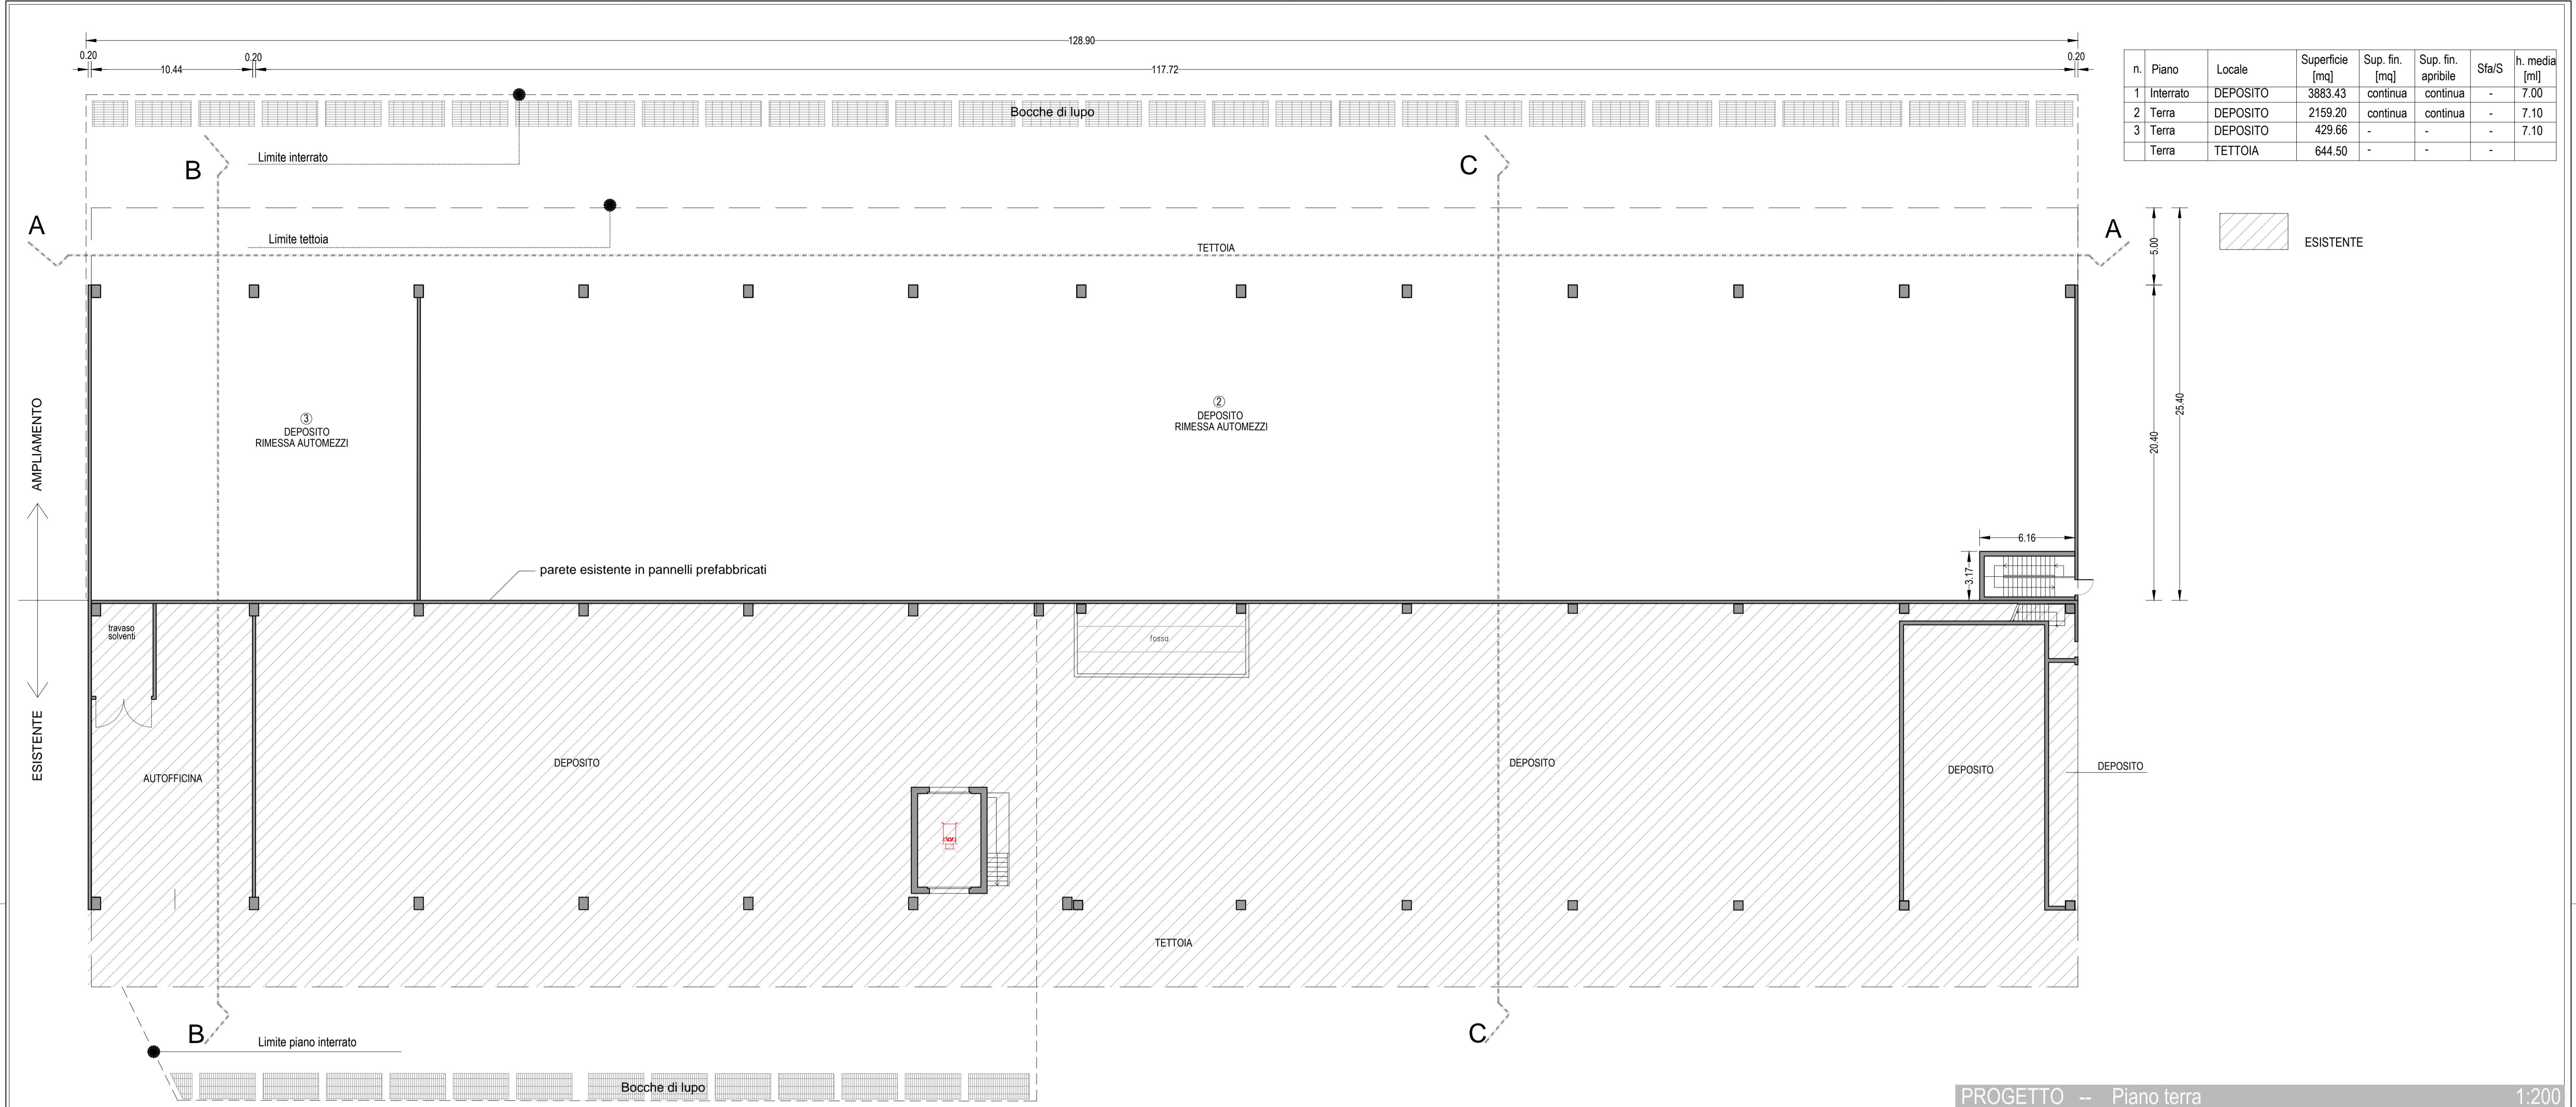 128.90
0.20
10.44
0.20
117.72
0.20
n. Piano Locale Superficie [mq] Sup. fin. [mq] Sup. fin. apribile Sfa/S h. media [ml]
1 Interrato DEPOSITO 3883.43 continua continua - 7.00
2 Terra DEPOSITO 2159.20 continua continua - 7.10
3 Terra DEPOSITO 429.66 - - - 7.10
Terra TETTOIA 644.50 - - -
Bocche di lupo
Limite interrato
B
C
A
Limite tettoia
TETTOIA
A
5.00
ESISTENTE
25.40
20.40
AMPLIAMENTO
3
DEPOSITO
RIMESSA AUTOMEZZI
2
DEPOSITO
RIMESSA AUTOMEZZI
6.16
3.17
parete esistente in pannelli prefabbricati
travaso
solventi
fossa
ESISTENTE
AUTOFFICINA
DEPOSITO
DEPOSITO
DEPOSITO
DEPOSITO
TETTOIA
B
C
Limite piano interrato
Bocche di lupo
PROGETTO -- Piano terra 1:200